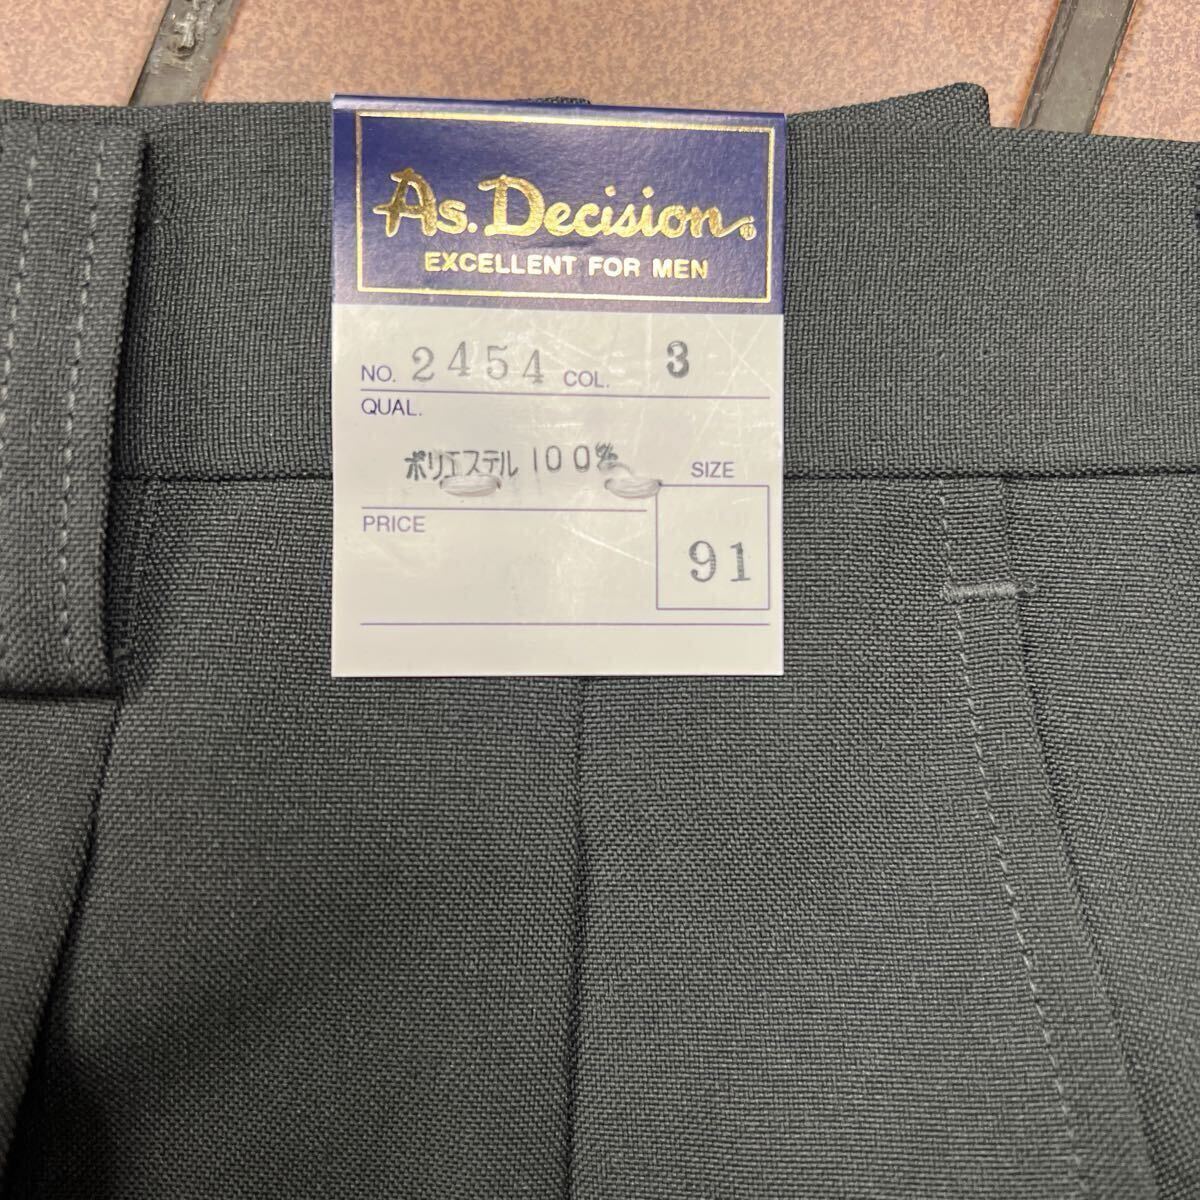 As. Decision®
EXCELLENT FOR MEN
NO. 2454 COL. 3
QUAL.
ポリエステル 100%
SIZE
PRICE
91